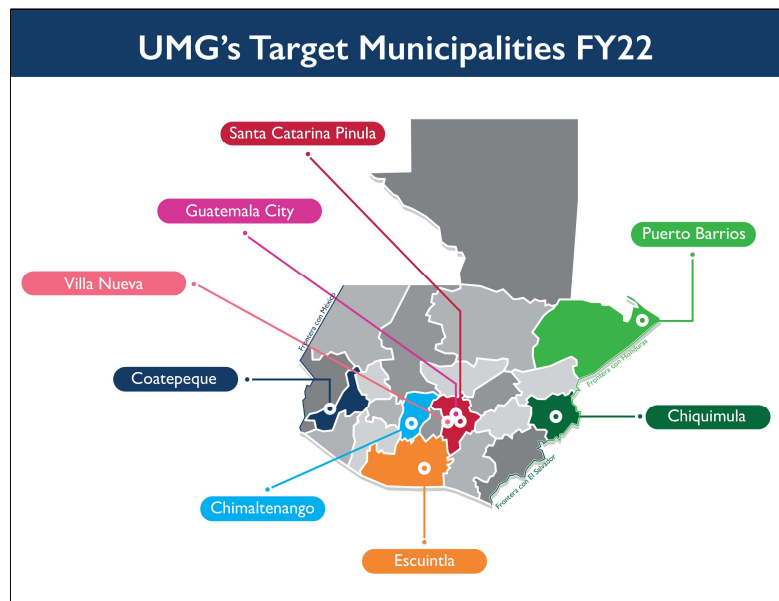 UMG's Target Municipalities FY22
Santa Catarina Pinula
Guatemala City
Puerto Barrios
Villa Nueva
Frontera con México
Frontera con Honduras
Coatepeque
Chiquimula
Frontera con El Salvador
Chimaltenango
Escuintla